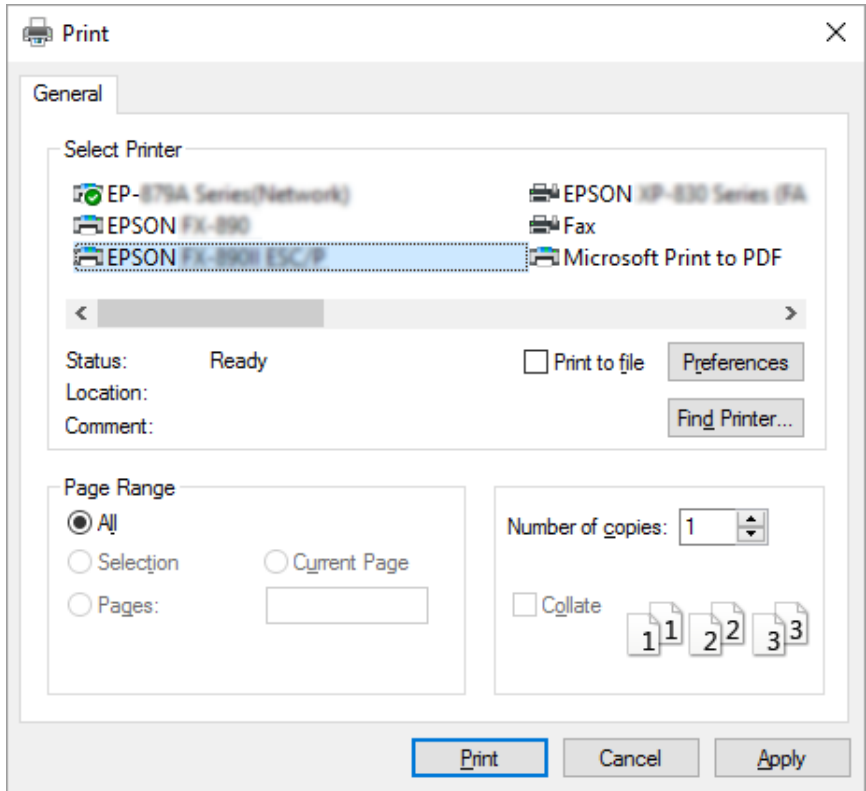 Print
General
Select Printer
EP-
EPSON
EPSON
EPSON
Fax
Microsoft Print to PDF
Status: Ready
Location:
Comment:
Print to file
Preferences
Find Printer...
Page Range
All
Selection
Current Page
Pages:
Number of copies: 1
Collate
1 1 2 2 3 3
Print
Cancel
Apply